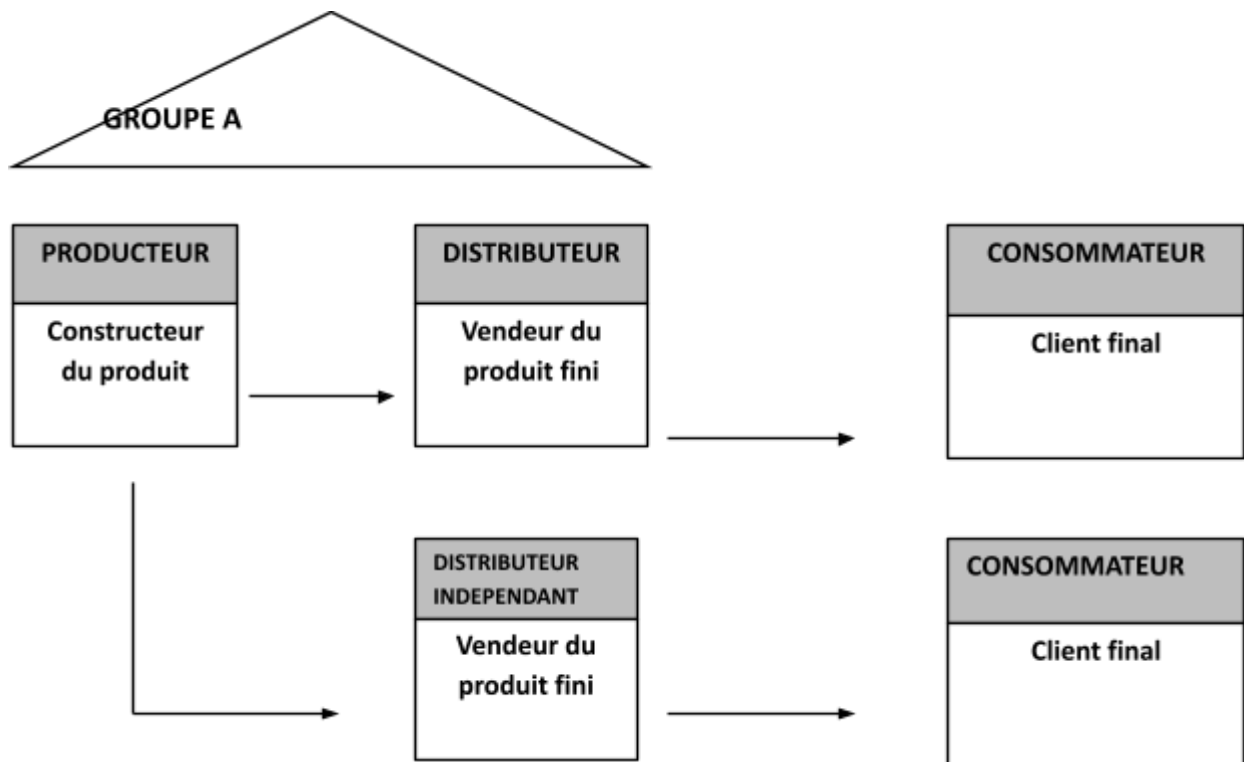 GROUPE A
PRODUCTEUR
Constructeur
du produit
DISTRIBUTEUR
Vendeur du
produit fini
CONSOMMATEUR
Client final
DISTRIBUTEUR
INDEPENDANT
Vendeur du
produit fini
CONSOMMATEUR
Client final